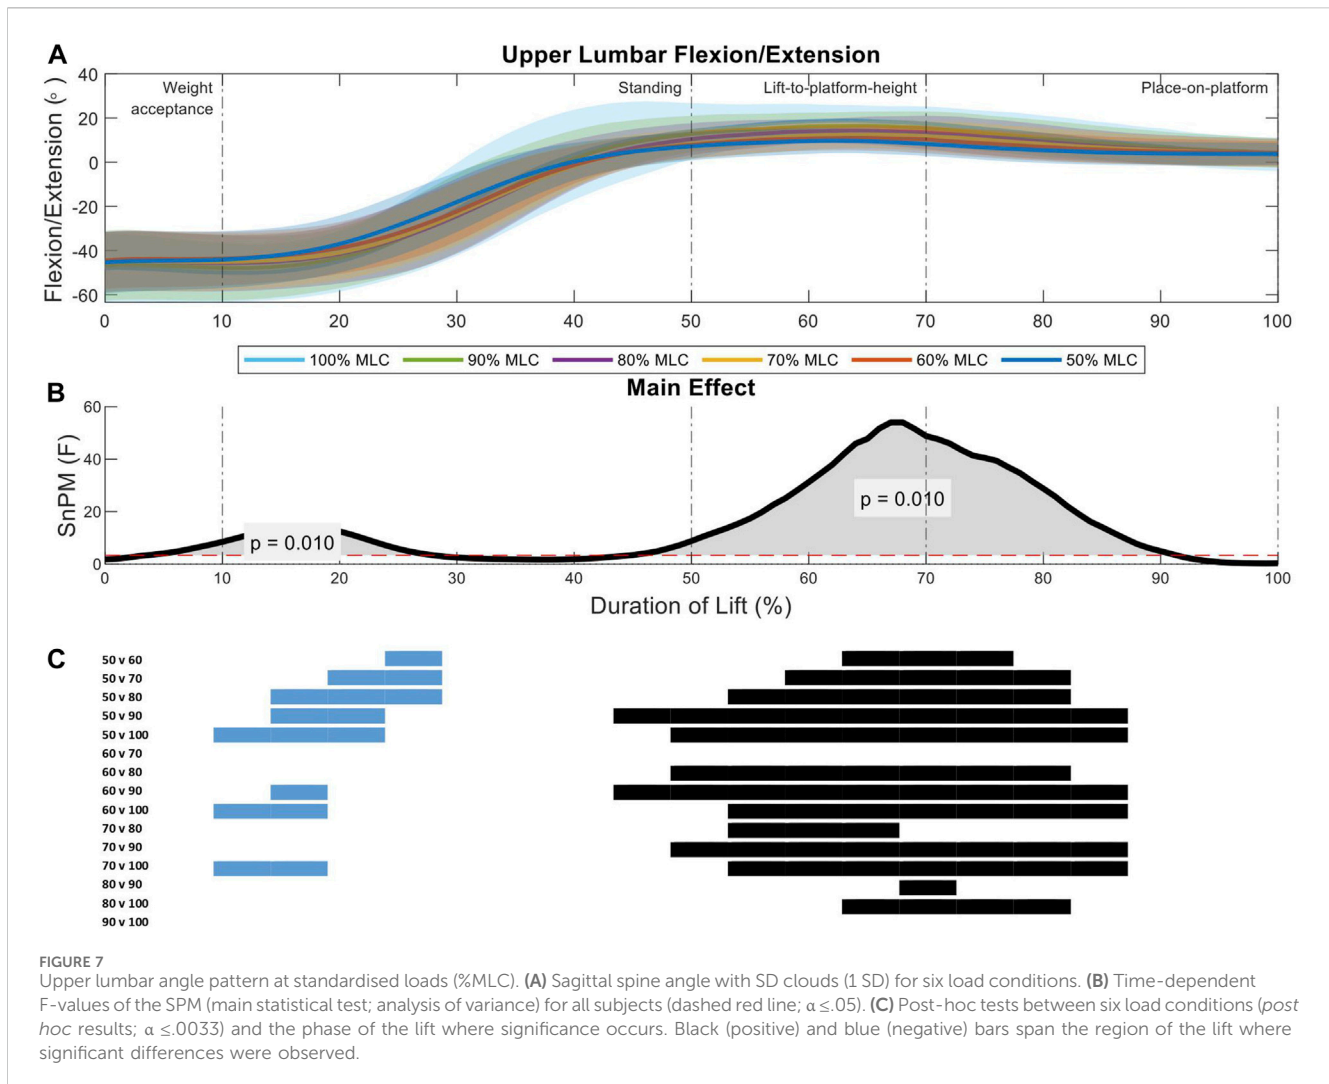 A
Upper Lumbar Flexion/Extension
Flexion/Extension (°)
40
20
0
-20
-40
-60
Weight
acceptance
Standing
Lift-to-platform-height
Place-on-platform
0 10 20 30 40 50 60 70 80 90 100
100% MLC 90% MLC 80% MLC 70% MLC 60% MLC 50% MLC
B
Main Effect
SnPM (F)
60
40
20
0
p = 0.010
p = 0.010
0 10 20 30 40 50 60 70 80 90 100
Duration of Lift (%)
C
50 v 60
50 v 70
50 v 80
50 v 90
50 v 100
60 v 70
60 v 80
60 v 90
60 v 100
70 v 80
70 v 90
70 v 100
80 v 90
80 v 100
90 v 100
FIGURE 7
Upper lumbar angle pattern at standardised loads (%MLC). (A) Sagittal spine angle with SD clouds (1 SD) for six load conditions. (B) Time-dependent
F-values of the SPM (main statistical test; analysis of variance) for all subjects (dashed red line; α ≤.05). (C) Post-hoc tests between six load conditions (post
hoc results; α ≤.0033) and the phase of the lift where significance occurs. Black (positive) and blue (negative) bars span the region of the lift where
significant differences were observed.